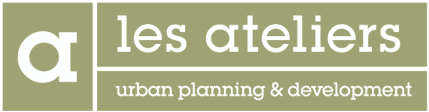 a
les ateliers
urban planning & development